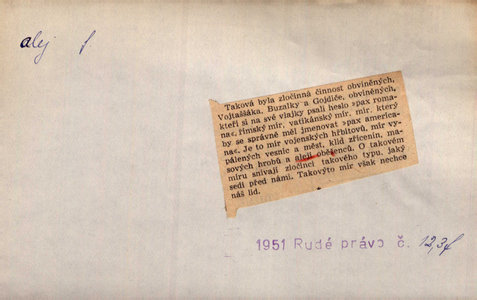 alej f.
Taková byla zločinná činnost obviněných,
Vojtaššáka, Buzalky a Gojdiče, obviněných,
kteří si na své vlajky psali heslo »pax roma-
na«, římský mír, vatikánský mír, mír, který
by se správně měl jmenovat »pax america-
na«. Je to mír vojenských hřbitovů, mír vy-
pálených vesnic a měst, klid zřícenin, ma-
sových hrobů a alejí oběšenců. O takovém
míru snívají zločinci takového typu, jaký
sedí před námi. Takovýto mír však nechce
náš lid.
1951 Rudé právo č. 12,3f